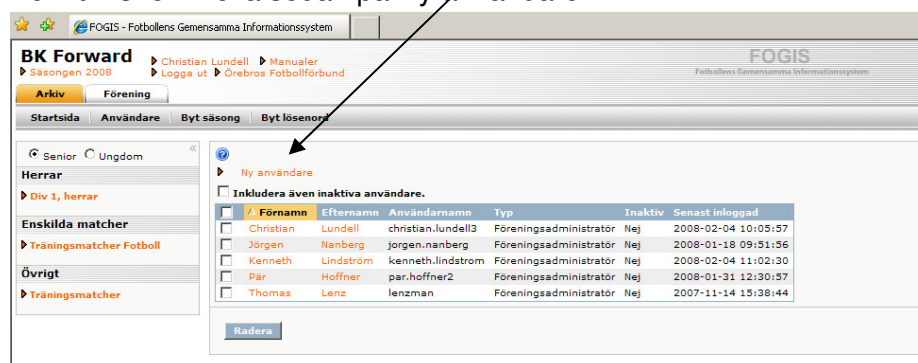 FOGIS - Fotbollens Gemensamma Informationssystem
BK Forward
Christian Lundell Manualer
Säsongen 2008 Logga ut Örebros Fotbollförbund
FOGIS
Fotbollens Gemensamma Informationssystem
Arkiv Förening
Startsida Användare Byt säsong Byt lösenord
Senior Ungdom
Herrar
Div 1, herrar
Enskilda matcher
Träningsmatcher Fotboll
Övrigt
Träningsmatcher
Ny användare
Inkludera även inaktiva användare.
Förnamn Efternamn Användarnamn Typ Inaktiv Senast inloggad
Christian Lundell christian.lundell3 Föreningsadministratör Nej 2008-02-04 10:05:57
Jörgen Nanberg jorgen.nanberg Föreningsadministratör Nej 2008-01-18 09:51:56
Kenneth Lindström kenneth.lindstrom Föreningsadministratör Nej 2008-02-04 11:02:30
Pär Hoffner par.hoffner2 Föreningsadministratör Nej 2008-01-31 12:30:57
Thomas Lenz lenzman Föreningsadministratör Nej 2007-11-14 15:38:44
Radera